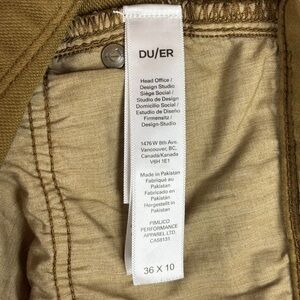 DU/ER
Head Office /
Design Studio
Siège Social /
Studio de Design
Domicilio Social /
Estudio de Diseño
Firmensitz /
Design-Studio
1476 W 8th Ave.
Vancouver, BC,
Canada/Kanada
V6H 1E1
Made in Pakistan
Fabriqué au
Pakistan
Fabricado en
Pakistán
Hergestellt in
Pakistan
PIMLICO
PERFORMANCE
APPAREL LTD.
CA58131
36 X 10